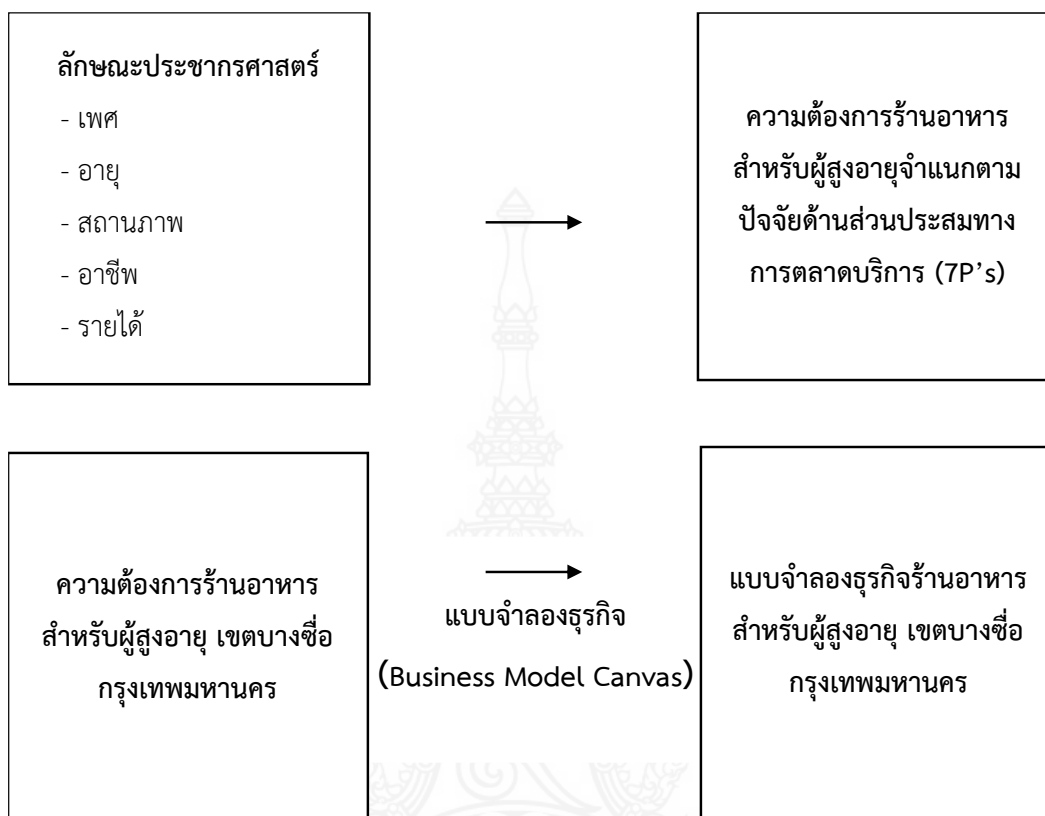 ลักษณะประชากรศาสตร์
- เพศ
- อายุ
- สถานภาพ
- อาชีพ
- รายได้
ความต้องการร้านอาหาร
สำหรับผู้สูงอายุจำแนกตาม
ปัจจัยด้านส่วนประสมทาง
การตลาดบริการ (7P's)
ความต้องการร้านอาหาร
สำหรับผู้สูงอายุ เขตบางซื่อ
กรุงเทพมหานคร
แบบจำลองธุรกิจ
(Business Model Canvas)
แบบจำลองธุรกิจร้านอาหาร
สำหรับผู้สูงอายุ เขตบางซื่อ
กรุงเทพมหานคร